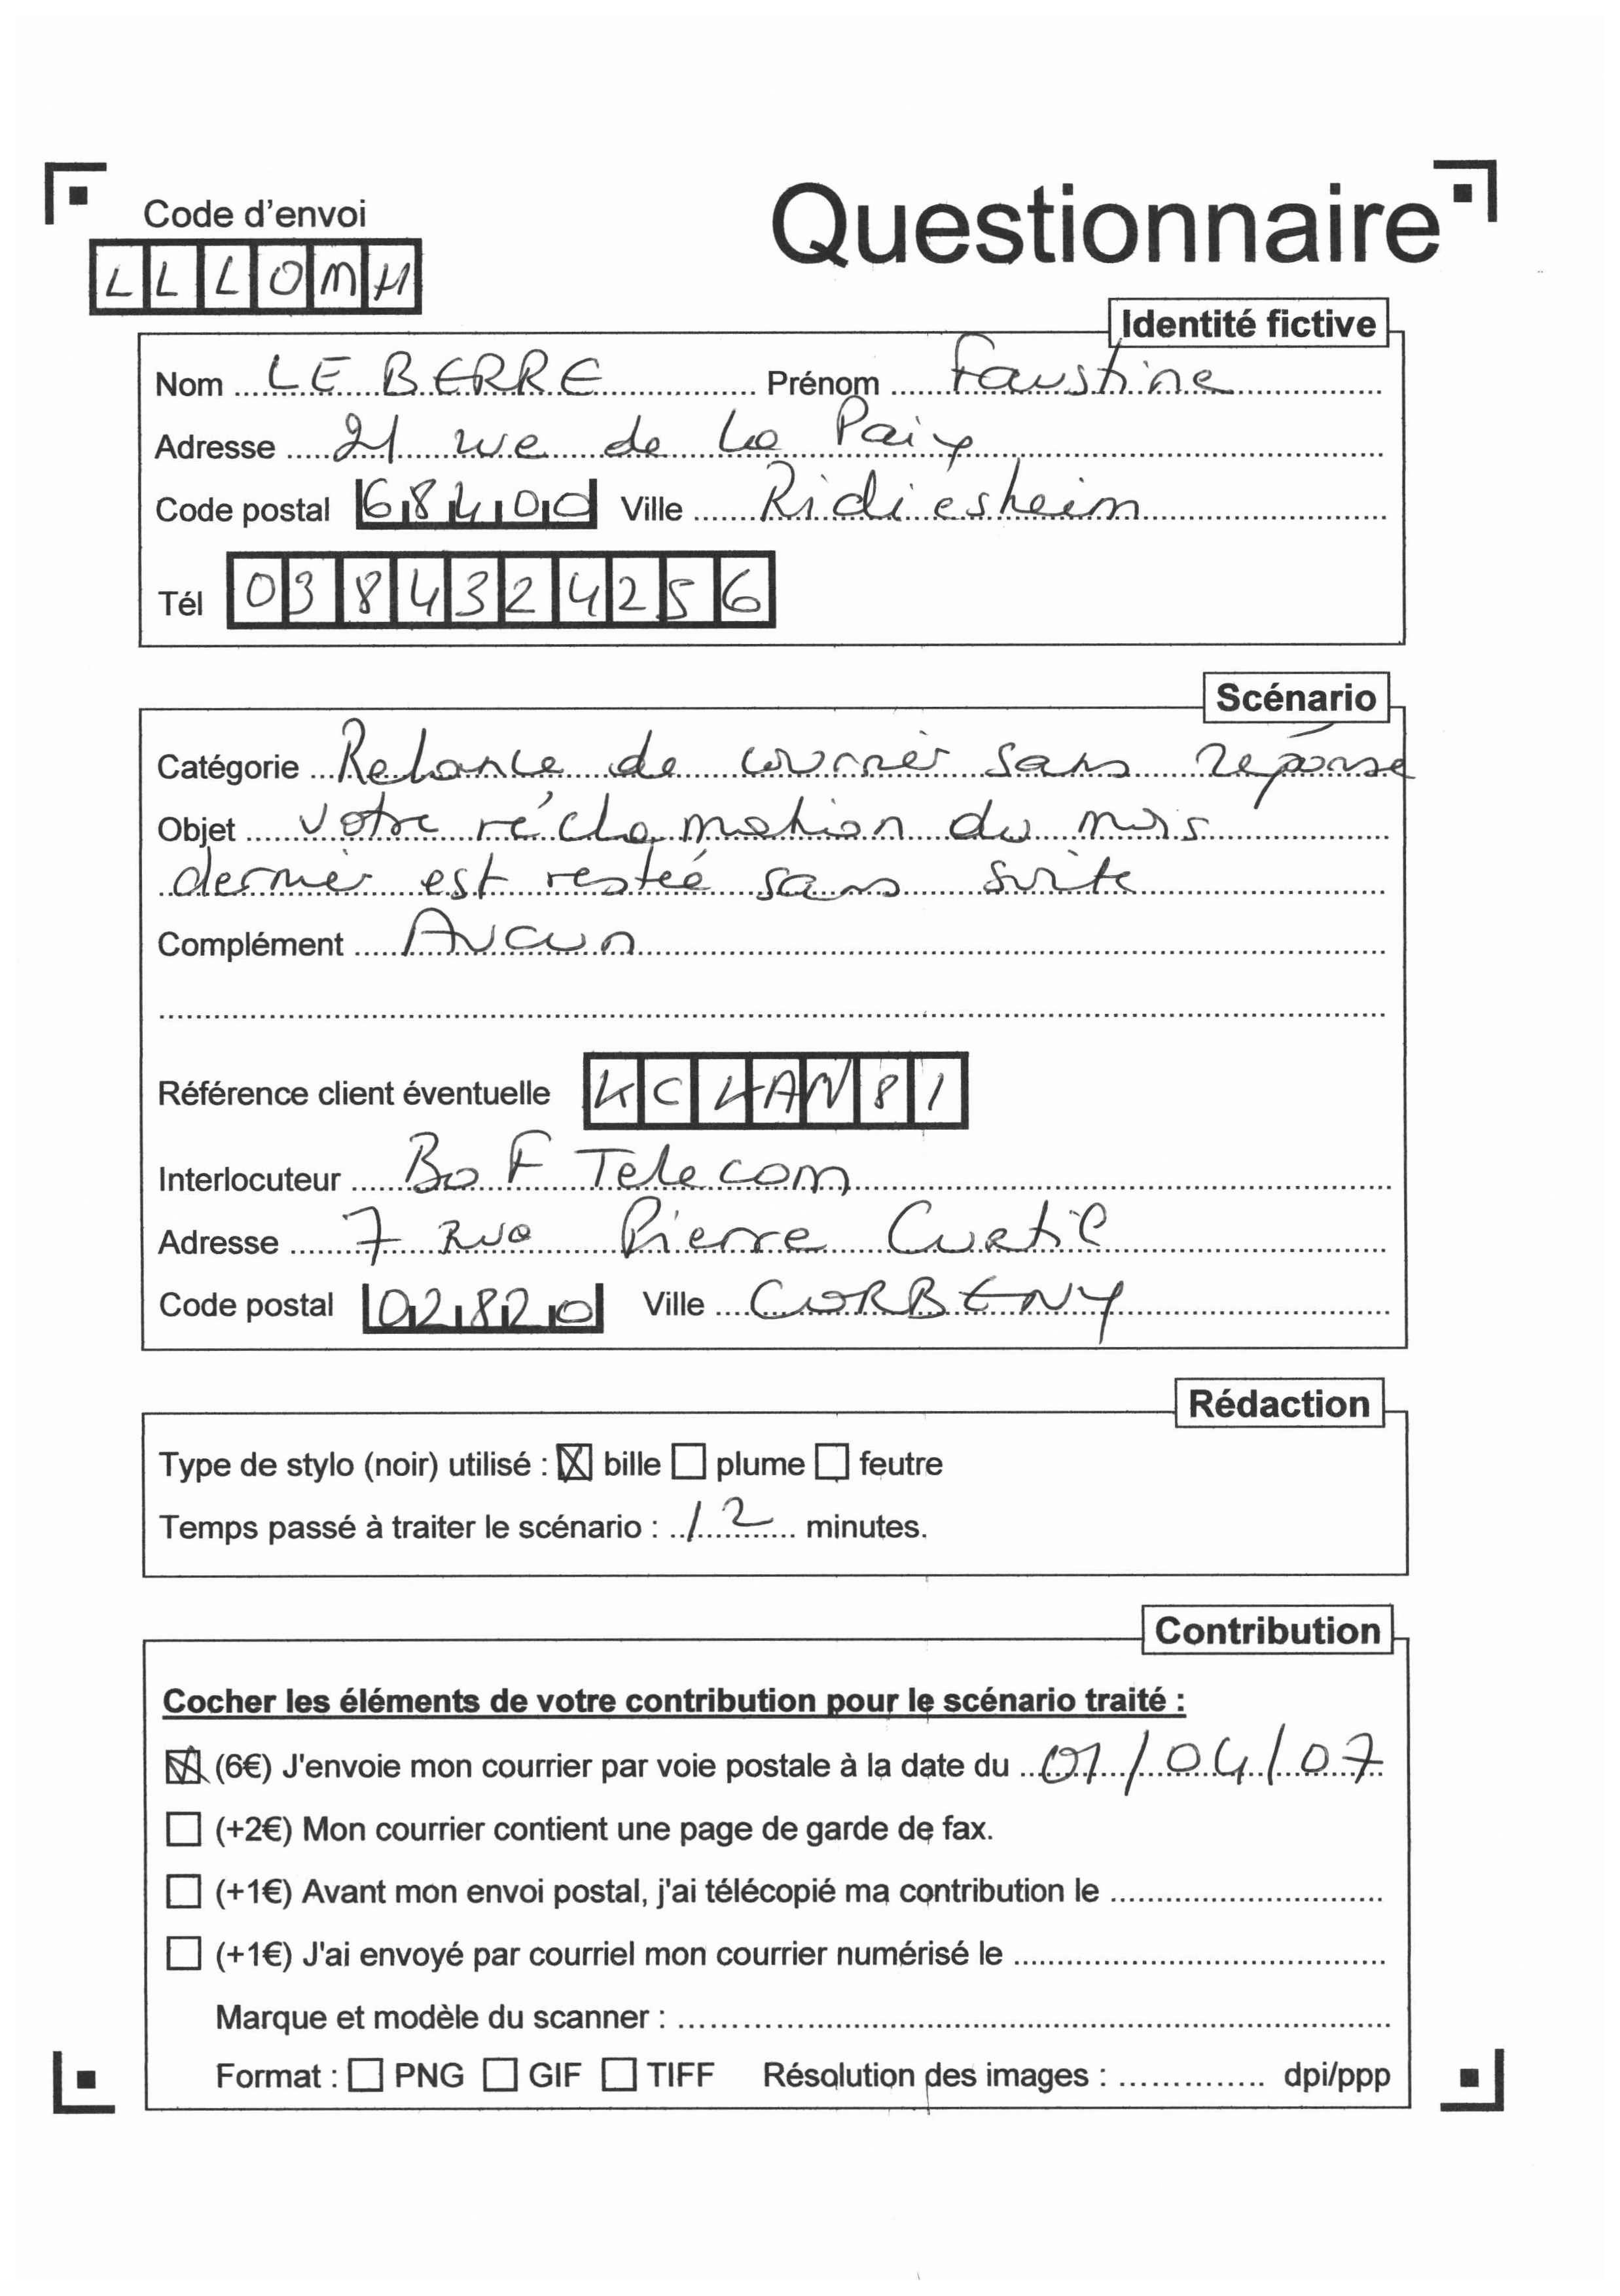 Code d'envoi
Questionnaire
L L L O M H
Identité fictive
Nom LE BERRE Prénom Faustine
Adresse 21 rue de la Paix
Code postal 68400 Ville Ridiesheim
Tél 0384324256
Scénario
Catégorie Relance de courrier sans réponse
Objet Votre réclamation du mois
dernier est restée sans suite
Complément Aucun
Référence client éventuelle KCKAN81
Interlocuteur Bo F Telecom
Adresse 7 Rue Pierre Curtil
Code postal 02820 Ville CORBENY
Rédaction
Type de stylo (noir) utilisé : ☒ bille ☐ plume ☐ feutre
Temps passé à traiter le scénario : 12 minutes.
Contribution
Cocher les éléments de votre contribution pour le scénario traité :
☒ (6€) J'envoie mon courrier par voie postale à la date du 01/04/07
☐ (+2€) Mon courrier contient une page de garde de fax.
☐ (+1€) Avant mon envoi postal, j'ai télécopié ma contribution le
☐ (+1€) J'ai envoyé par courriel mon courrier numérisé le
Marque et modèle du scanner :
Format : ☐ PNG ☐ GIF ☐ TIFF Résolution des images : dpi/ppp